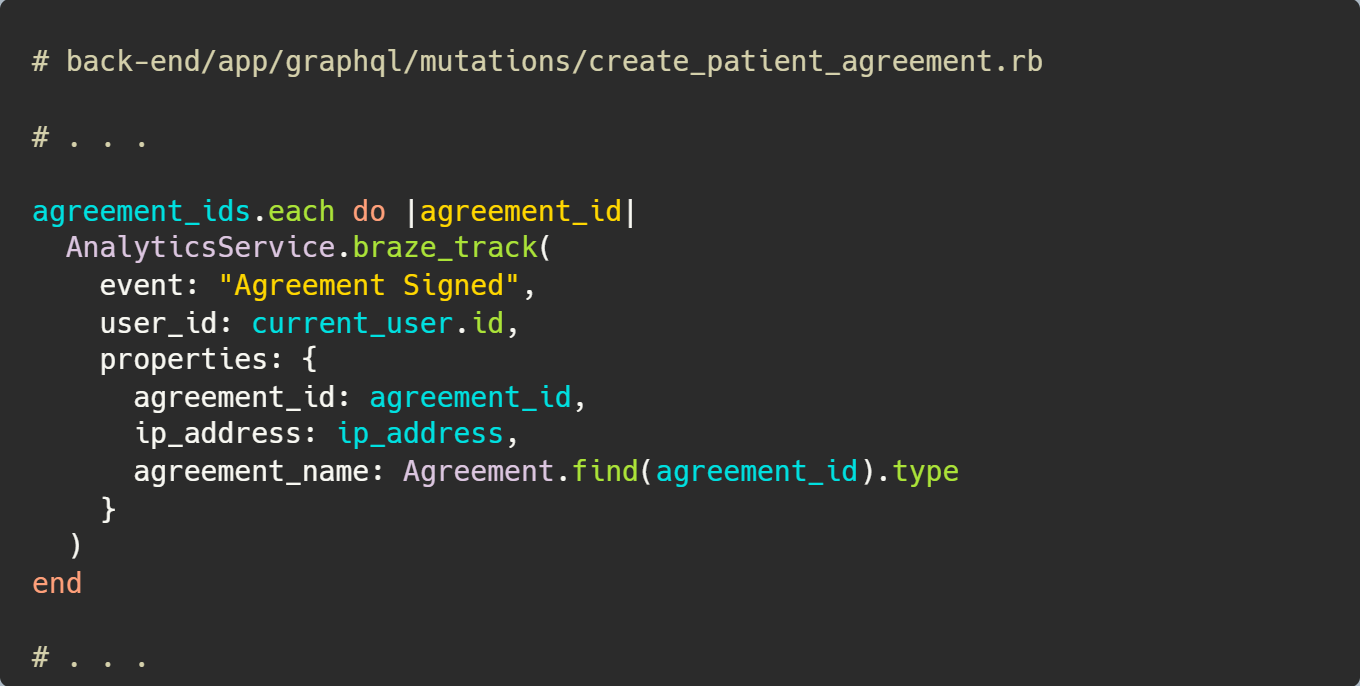 # back-end/app/graphql/mutations/create_patient_agreement.rb
# . . .
agreement_ids.each do |agreement_id|
  AnalyticsService.braze_track(
    event: "Agreement Signed",
    user_id: current_user.id,
    properties: {
      agreement_id: agreement_id,
      ip_address: ip_address,
      agreement_name: Agreement.find(agreement_id).type
    }
  )
end
# . . .